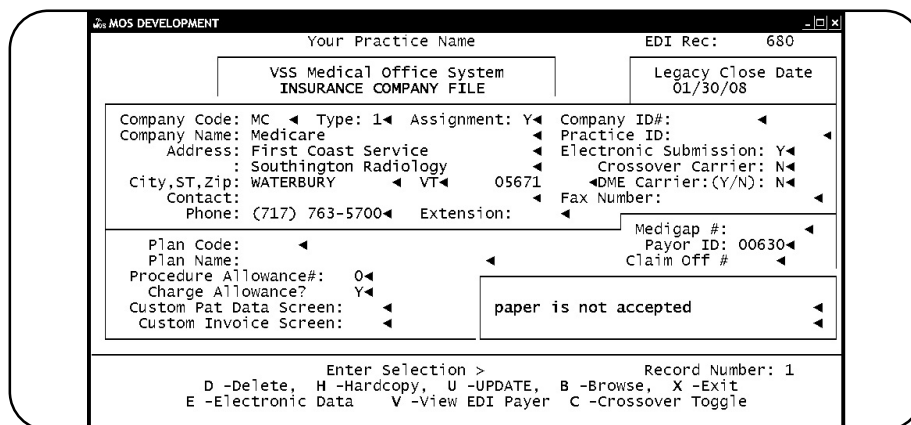 MOS MOS DEVELOPMENT
Your Practice Name EDI Rec: 680
VSS Medical Office System
INSURANCE COMPANY FILE
Legacy Close Date
01/30/08
Company Code: MC Type: 1 Assignment: Y Company ID#:
Company Name: Medicare Practice ID:
Address: First Coast Service Electronic Submission: Y
: Southington Radiology Crossover Carrier: N
City,ST,Zip: WATERBURY VT 05671 DME Carrier:(Y/N): N
Contact: Fax Number:
Phone: (717) 763-5700 Extension:
Medigap #:
Plan Code: Payor ID: 00630
Plan Name: Claim Off #
Procedure Allowance#: 0
Charge Allowance? Y
Custom Pat Data Screen: paper is not accepted
Custom Invoice Screen:
Enter Selection > Record Number: 1
D -Delete, H -Hardcopy, U -UPDATE, B -Browse, X -Exit
E -Electronic Data V -View EDI Payer C -Crossover Toggle